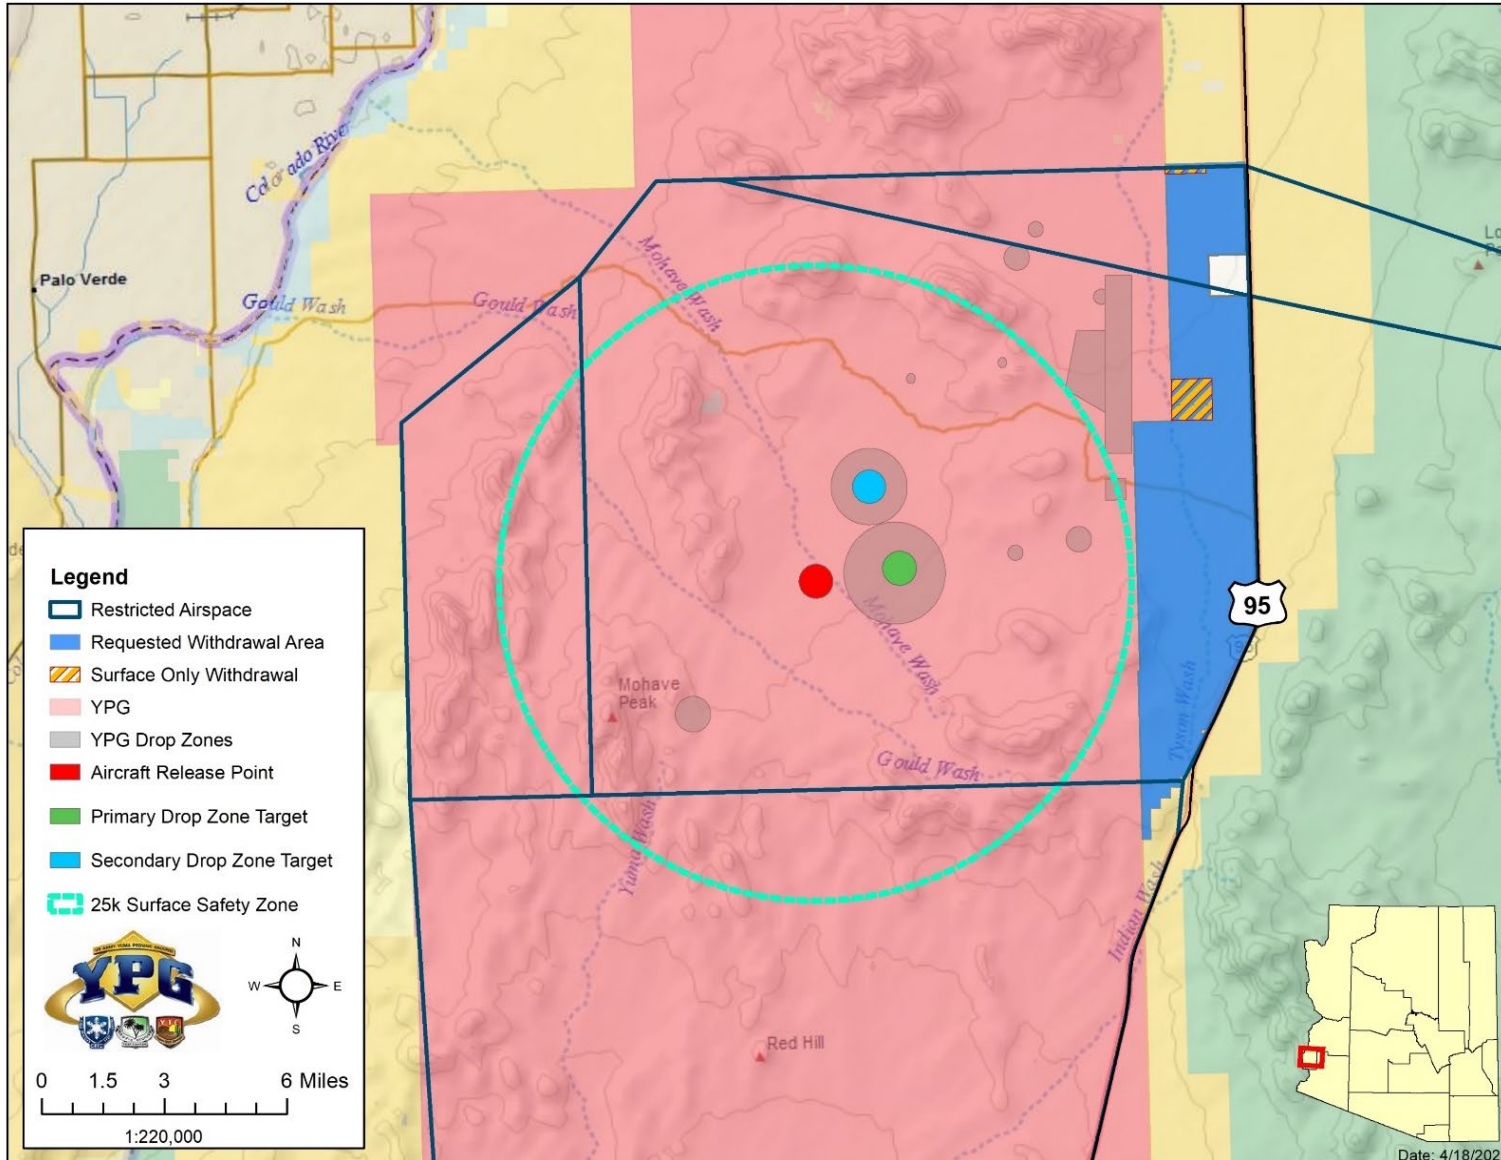 Colorado River
Palo Verde
Gould Wash
Gould Wash
Mohave Wash
95
Mohave Wash
Mohave
Peak
Gould Wash
Tyson Wash
Yuma Wash
Indian Wash
Red Hill
Legend
Restricted Airspace
Requested Withdrawal Area
Surface Only Withdrawal
YPG
YPG Drop Zones
Aircraft Release Point
Primary Drop Zone Target
Secondary Drop Zone Target
25k Surface Safety Zone
YPG
N
W E
S
0 1.5 3 6 Miles
1:220,000
Date: 4/18/202